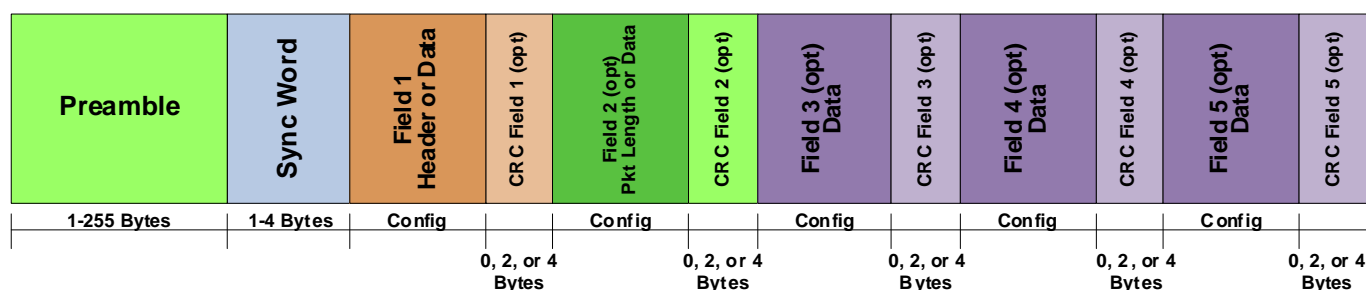 Preamble
Sync Word
Field 1
Header or Data
CRC Field 1 (opt)
Field 2 (opt)
Pkt Length or Data
CRC Field 2 (opt)
Field 3 (opt)
Data
CRC Field 3 (opt)
Field 4 (opt)
Data
CRC Field 4 (opt)
Field 5 (opt)
Data
CRC Field 5 (opt)
1-255 Bytes
1-4 Bytes
Config
Config
Config
Config
Config
0, 2, or 4
Bytes
0, 2, or 4
Bytes
0, 2, or 4
Bytes
0, 2, or 4
Bytes
0, 2, or 4
Bytes